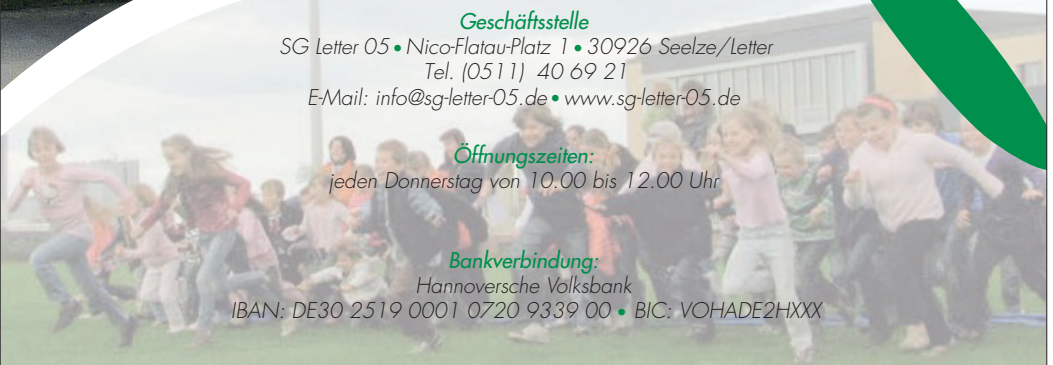 Geschäftsstelle
SG Letter 05 • Nico-Flatau-Platz 1 • 30926 Seelze/Letter
Tel. (0511) 40 69 21
E-Mail: info@sg-letter-05.de • www.sg-letter-05.de
Öffnungszeiten:
jeden Donnerstag von 10.00 bis 12.00 Uhr
Bankverbindung:
Hannoversche Volksbank
IBAN: DE30 2519 0001 0720 9339 00 • BIC: VOHADE2HXXX